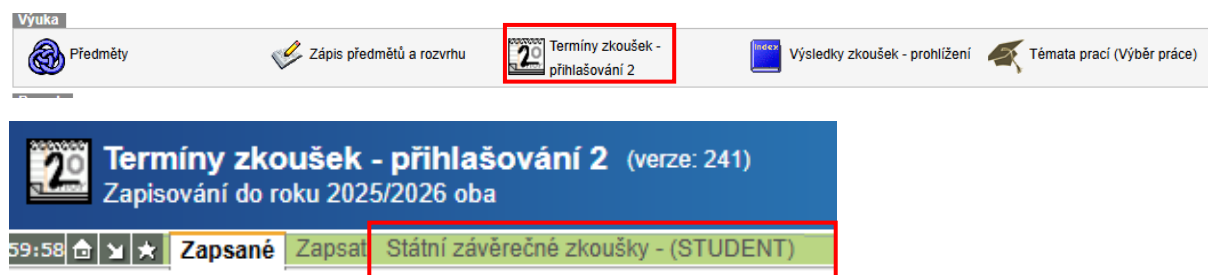 Výuka
Předměty
Zápis předmětů a rozvrhu
Termíny zkoušek -
přihlašování 2
Výsledky zkoušek - prohlížení
Témata prací (Výběr práce)
Termíny zkoušek - přihlašování 2 (verze: 241)
Zapisování do roku 2025/2026 oba
59:58 Zapsané Zapsat Státní závěrečné zkoušky - (STUDENT)